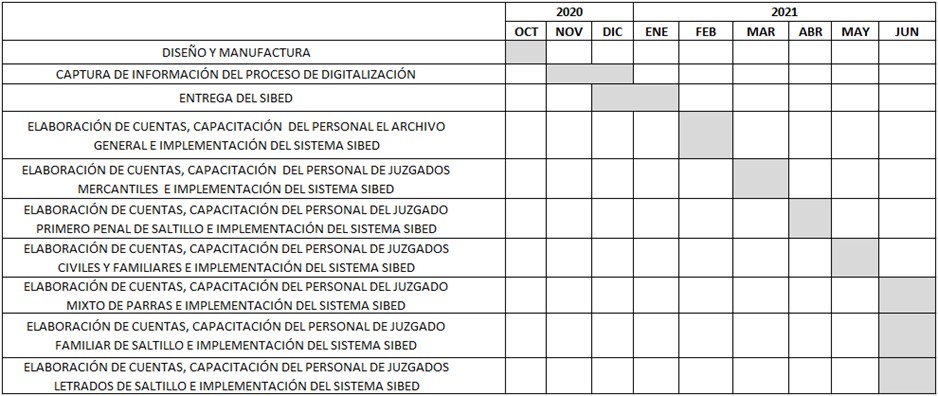 2020 2021
OCT NOV DIC ENE FEB MAR ABR MAY JUN
DISEÑO Y MANUFACTURA
CAPTURA DE INFORMACIÓN DEL PROCESO DE DIGITALIZACIÓN
ENTREGA DEL SIBED
ELABORACIÓN DE CUENTAS, CAPACITACIÓN DEL PERSONAL EL ARCHIVO
GENERAL E IMPLEMENTACIÓN DEL SISTEMA SIBED
ELABORACIÓN DE CUENTAS, CAPACITACIÓN DEL PERSONAL DE JUZGADOS
MERCANTILES E IMPLEMENTACIÓN DEL SISTEMA SIBED
ELABORACIÓN DE CUENTAS, CAPACITACIÓN DEL PERSONAL DEL JUZGADO
PRIMERO PENAL DE SALTILLO E IMPLEMENTACIÓN DEL SISTEMA SIBED
ELABORACIÓN DE CUENTAS, CAPACITACIÓN DEL PERSONAL DE JUZGADOS
CIVILES Y FAMILIARES E IMPLEMENTACIÓN DEL SISTEMA SIBED
ELABORACIÓN DE CUENTAS, CAPACITACIÓN DEL PERSONAL DEL JUZGADO
MIXTO DE PARRAS E IMPLEMENTACIÓN DEL SISTEMA SIBED
ELABORACIÓN DE CUENTAS, CAPACITACIÓN DEL PERSONAL DE JUZGADO
FAMILIAR DE SALTILLO E IMPLEMENTACIÓN DEL SISTEMA SIBED
ELABORACIÓN DE CUENTAS, CAPACITACIÓN DEL PERSONAL DE JUZGADOS
LETRADOS DE SALTILLO E IMPLEMENTACIÓN DEL SISTEMA SIBED